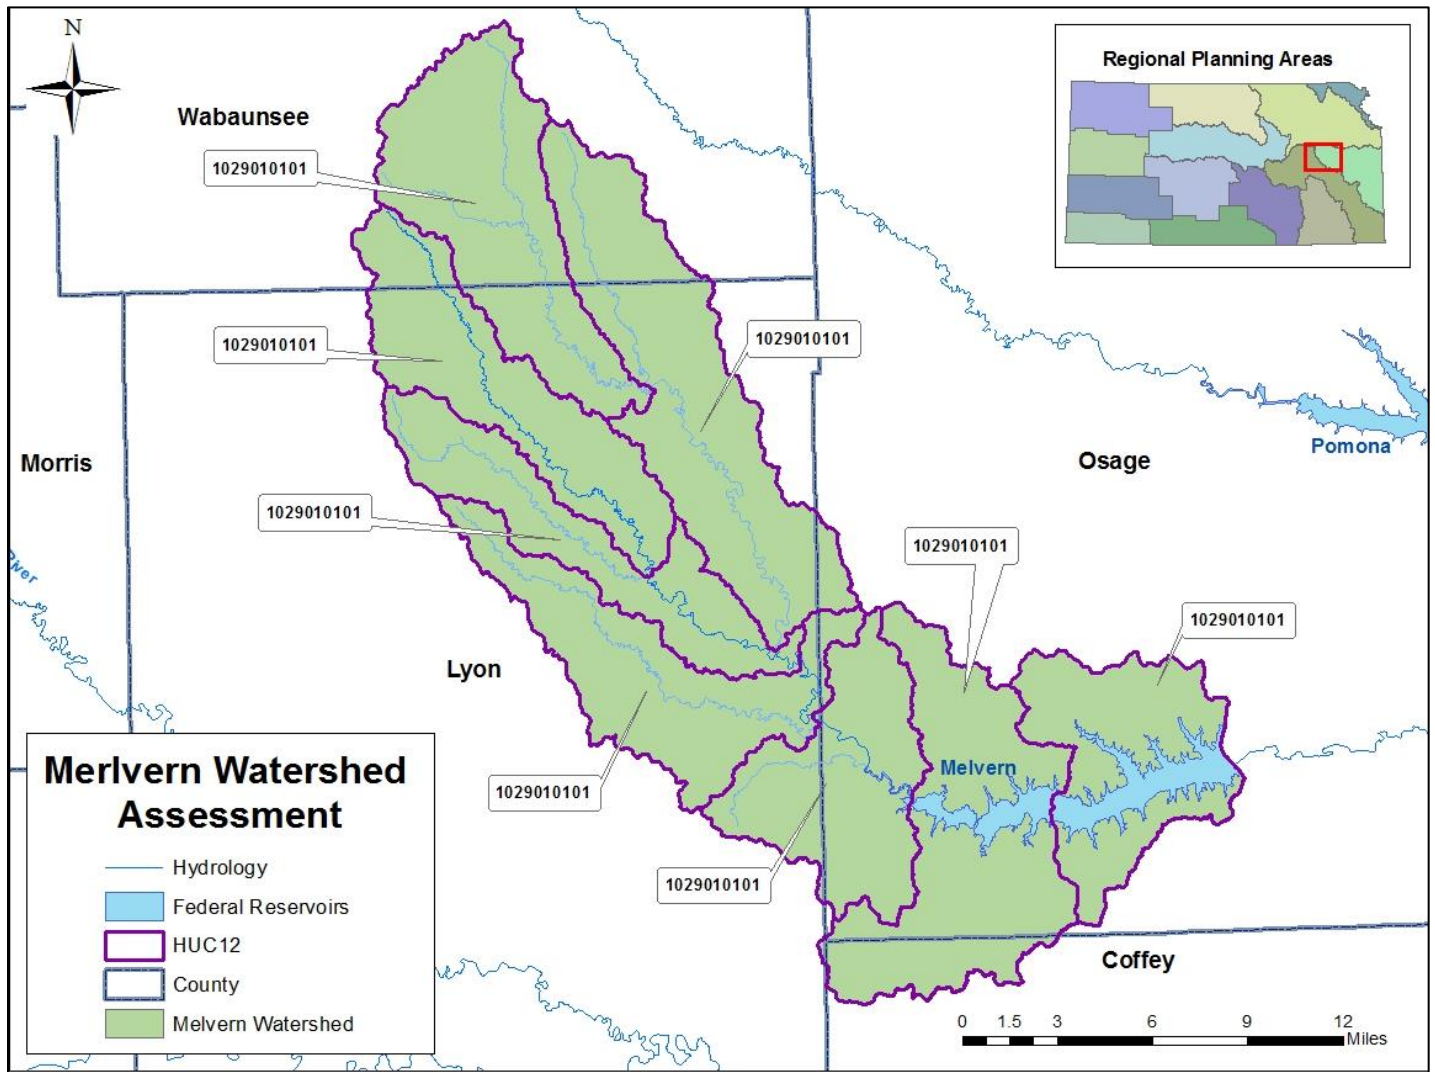 N
Regional Planning Areas
Wabaunsee
1029010101
1029010101
1029010101
Pomona
Morris
Osage
1029010101
1029010101
River
1029010101
Lyon
Melvern
1029010101
1029010101
Coffey
Merlvern Watershed
Assessment
Hydrology
Federal Reservoirs
HUC12
County
Melvern Watershed
0 1.5 3 6 9 12
Miles